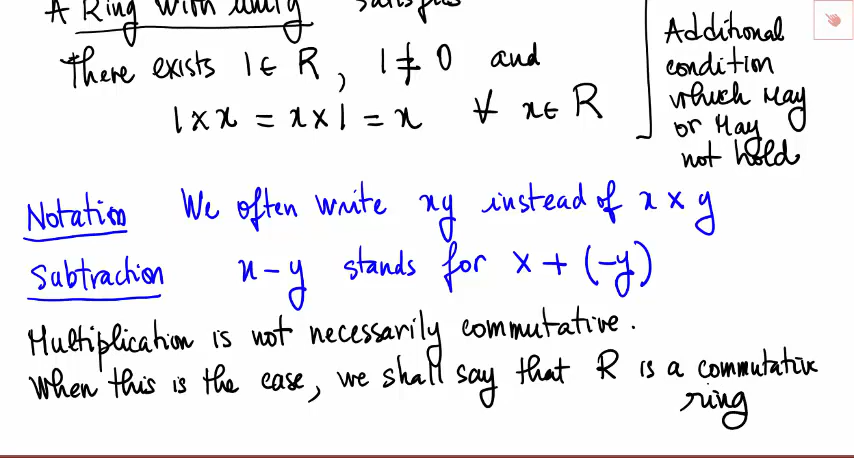 A Ring with unity satisfies
There exists 1 ∈ R, 1 ≠ 0 and
1 × x = x × 1 = x ∀ x ∈ R
Additional
condition
which may
or may
not hold
Notation We often write xy instead of x × y
Subtraction x - y stands for x + (-y)
Multiplication is not necessarily commutative.
When this is the case, we shall say that R is a commutative
ring